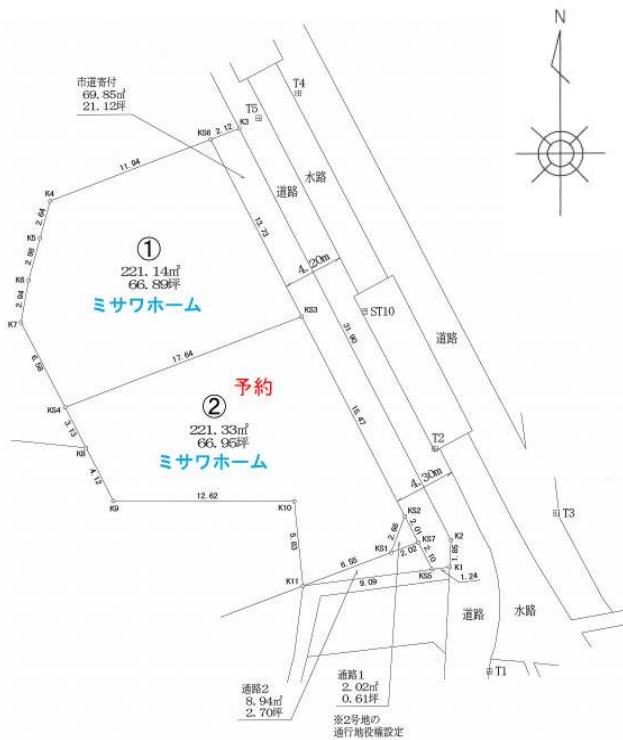 N
市道寄付
69.85㎡
21.12坪
T4
T5
K3
2.12
KS6
水路
道路
11.94
K4
2.64
K5
2.98
K6
2.94
K7
①
221.14㎡
66.89坪
ミサワホーム
13.73
4.20m
KS3
ST10
31.90
道路
17.64
6.98
KS4
3.13
K8
4.12
K9
予約
②
221.33㎡
66.95坪
ミサワホーム
15.47
T2
4.30m
12.62
K10
5.83
KS2
2.66
2.01
KS7
K2
T3
KS1
2.02
2.10
1.85
K1
6.55
K11
9.09
KS5
1.24
道路
水路
T1
通路2
8.94㎡
2.70坪
通路1
2.02㎡
0.61坪
※2号地の
通行地役権設定